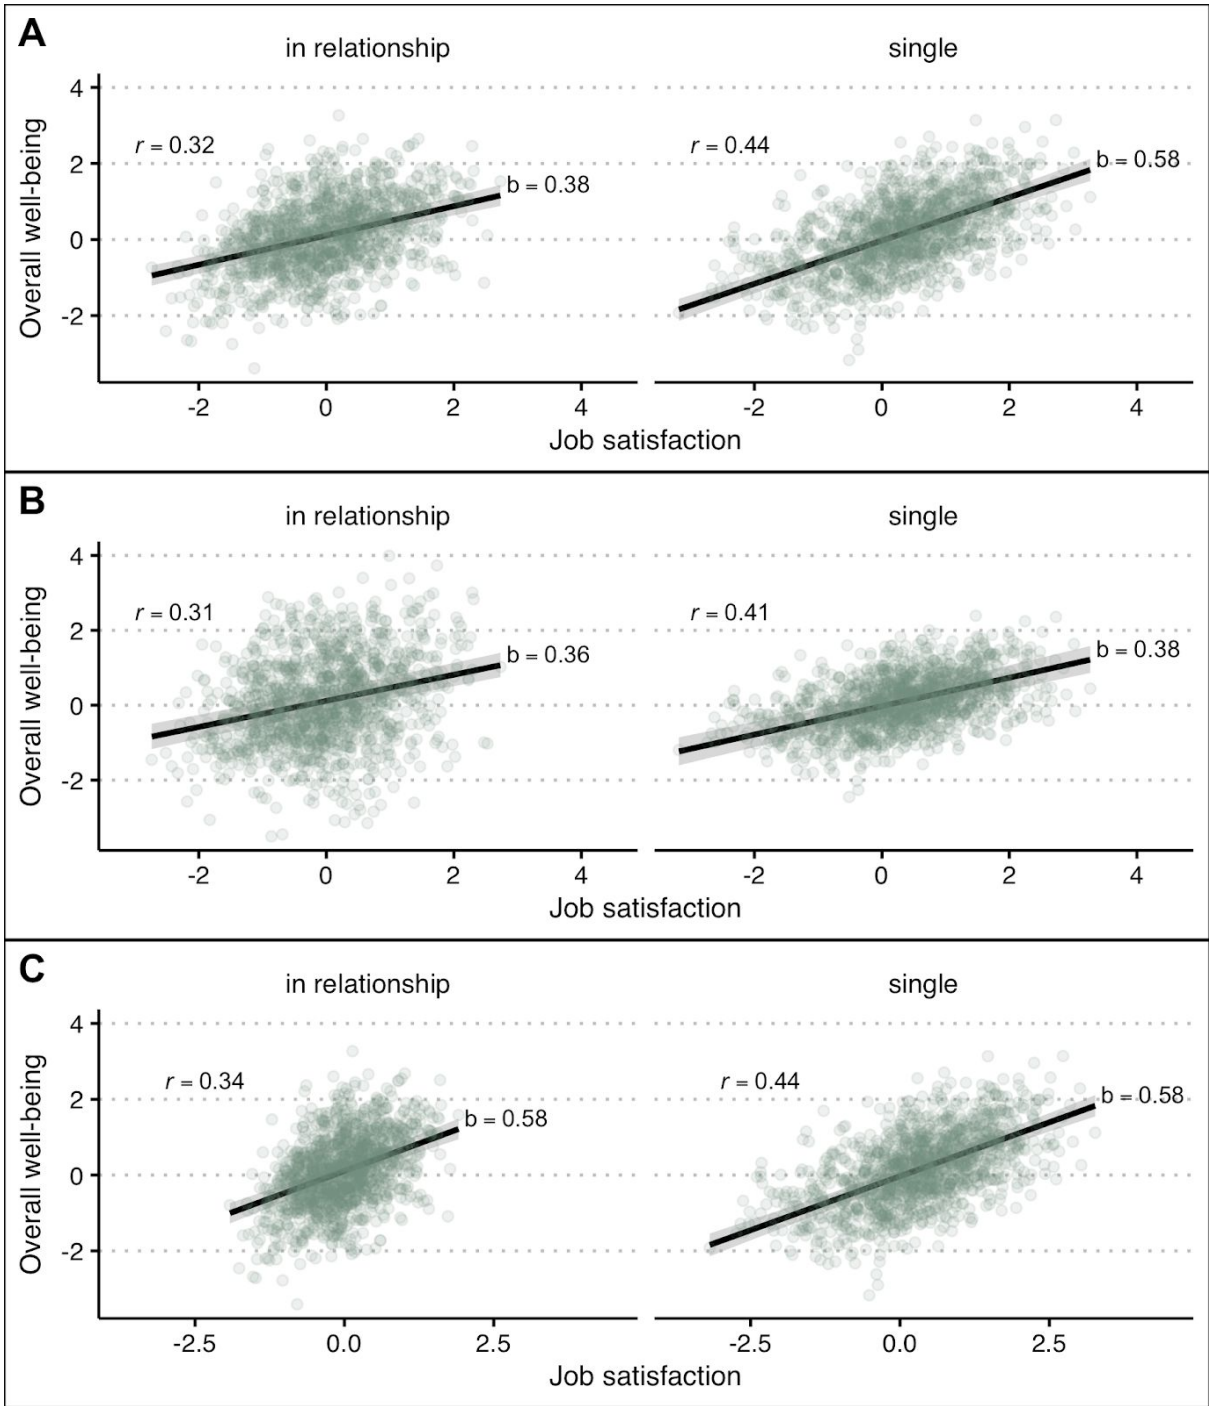 A
in relationship single
4
2
0
-2
Overall well-being
r = 0.32
b = 0.38
r = 0.44
b = 0.58
-2 0 2 4 -2 0 2 4
Job satisfaction
B
in relationship single
4
2
0
-2
Overall well-being
r = 0.31
b = 0.36
r = 0.41
b = 0.38
-2 0 2 4 -2 0 2 4
Job satisfaction
C
in relationship single
4
2
0
-2
Overall well-being
r = 0.34
b = 0.58
r = 0.44
b = 0.58
-2.5 0.0 2.5 -2.5 0.0 2.5
Job satisfaction